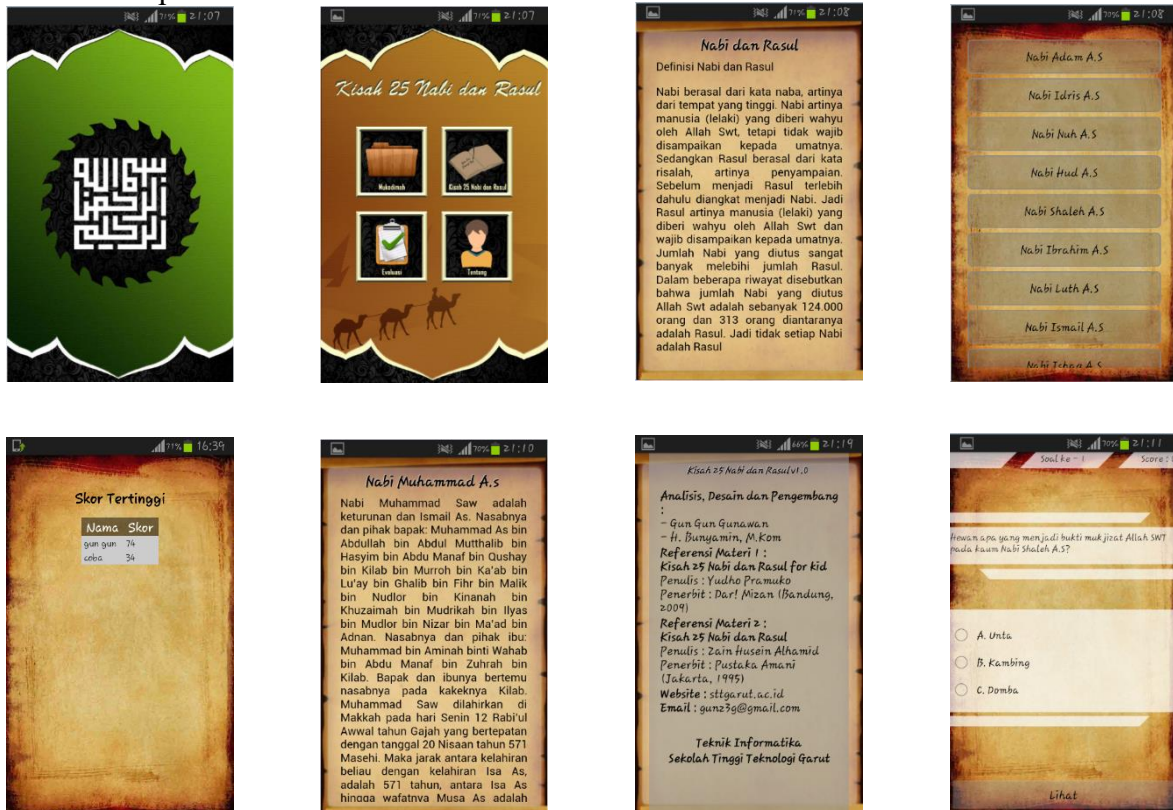 71% 21:07
بسم الله
الرحمن
الرحيم
71% 21:07
Kisah 25 Nabi dan Rasul
Mukadimah
Kisah 25 Nabi dan Rasul
Evaluasi
Tentang
71% 21:08
Nabi dan Rasul
Definisi Nabi dan Rasul
Nabi berasal dari kata naba, artinya
dari tempat yang tinggi. Nabi artinya
manusia (lelaki) yang diberi wahyu
oleh Allah Swt, tetapi tidak wajib
disampaikan kepada umatnya.
Sedangkan Rasul berasal dari kata
risalah, artinya penyampaian.
Sebelum menjadi Rasul terlebih
dahulu diangkat menjadi Nabi. Jadi
Rasul artinya manusia (lelaki) yang
diberi wahyu oleh Allah Swt dan
wajib disampaikan kepada umatnya.
Jumlah Nabi yang diutus sangat
banyak melebihi jumlah Rasul.
Dalam beberapa riwayat disebutkan
bahwa jumlah Nabi yang diutus
Allah Swt adalah sebanyak 124.000
orang dan 313 orang diantaranya
adalah Rasul. Jadi tidak setiap Nabi
adalah Rasul
70% 21:08
Nabi Adam A.S
Nabi Idris A.S
Nabi Nuh A.S
Nabi Hud A.S
Nabi Shaleh A.S
Nabi Ibrahim A.S
Nabi Luth A.S
Nabi Ismail A.S
Nabi Ishaq A.S
71% 16:39
Skor Tertinggi
Nama Skor
gun gun 74
coba 34
70% 21:10
Nabi Muhammad A.s
Nabi Muhammad Saw adalah
keturunan dan Ismail As. Nasabnya
dan pihak bapak: Muhammad As bin
Abdullah bin Abdul Mutthalib bin
Hasyim bin Abdu Manaf bin Qushay
bin Kilab bin Murroh bin Ka'ab bin
Lu'ay bin Ghalib bin Fihr bin Malik
bin Nudlor bin Kinanah bin
Khuzaimah bin Mudrikah bin Ilyas
bin Mudlor bin Nizar bin Ma'ad bin
Adnan. Nasabnya dan pihak ibu:
Muhammad bin Aminah binti Wahab
bin Abdu Manaf bin Zuhrah bin
Kilab. Bapak dan ibunya bertemu
nasabnya pada kakeknya Kilab.
Muhammad Saw dilahirkan di
Makkah pada hari Senin 12 Rabi'ul
Awwal tahun Gajah yang bertepatan
dengan tanggal 20 Nisaan tahun 571
Masehi. Maka jarak antara kelahiran
beliau dengan kelahiran Isa As,
adalah 571 tahun, antara Isa As
hingga wafatnya Musa As adalah
66% 21:19
Kisah 25 Nabi dan Rasul v1.0
Analisis, Desain dan Pengembang
:
- Gun Gun Gunawan
- H. Bunyamin, M.Kom
Referensi Materi 1 :
Kisah 25 Nabi dan Rasul for kid
Penulis : Yudho Pramuko
Penerbit : Dar! Mizan (Bandung,
2009)
Referensi Materi 2 :
Kisah 25 Nabi dan Rasul
Penulis : Zain Husein Alhamid
Penerbit : Pustaka Amani
(Jakarta, 1995)
Website : sttgarut.ac.id
Email : gunz3g@gmail.com
Teknik Informatika
Sekolah Tinggi Teknologi Garut
70% 21:11
Soal ke - 1 Score :
Hewan apa yang menjadi bukti mukjizat Allah SWT
pada kaum Nabi Shaleh A.S?
A. Unta
B. Kambing
C. Domba
Lihat